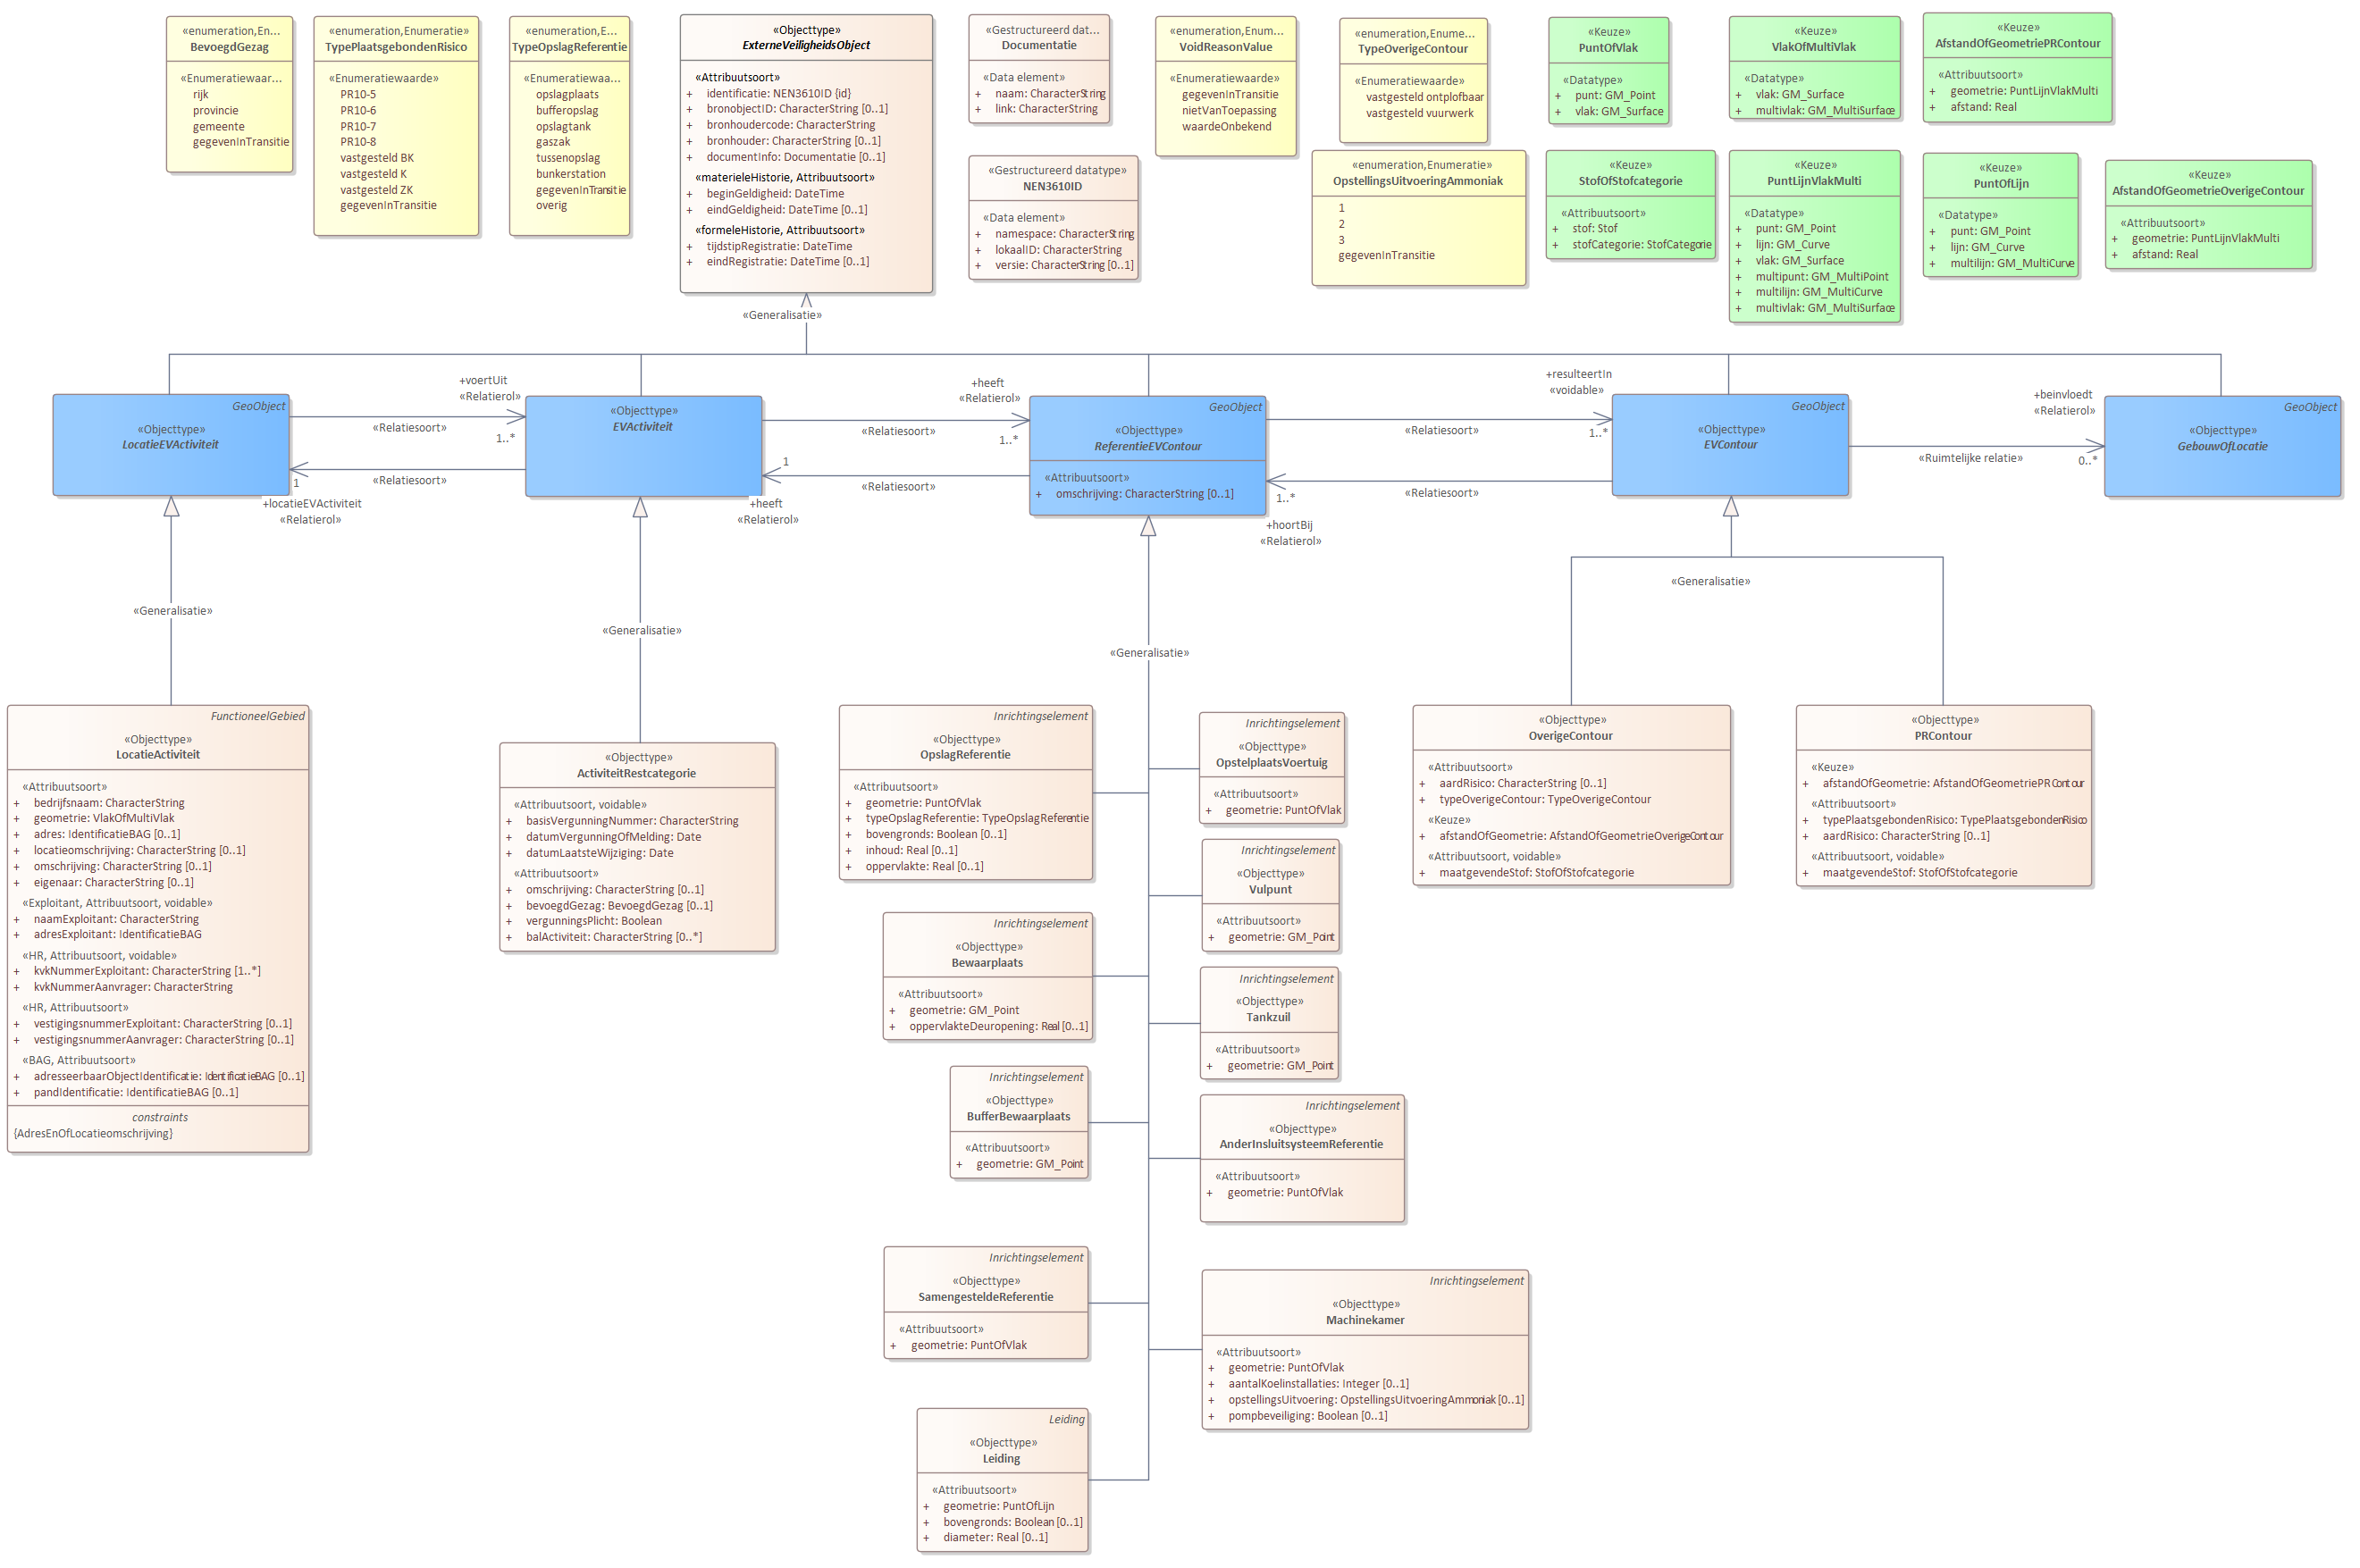 «enumeration,En...
BevoegdGezag
«Enumeratiewaar...
rijk
provincie
gemeente
gegevenInTransitie
«enumeration,Enumeratie»
TypePlaatsgebondenRisico
«Enumeratiewaarde»
PR10-5
PR10-6
PR10-7
PR10-8
vastgesteld BK
vastgesteld K
vastgesteld ZK
gegevenInTransitie
«enumeration,E...
TypeOpslagReferentie
«Enumeratiewaa...
opslagplaats
bufferopslag
opslagtank
gaszak
tussenopslag
bunkerstation
gegevenInTransitie
overig
«Objecttype»
ExterneVeiligheidsObject
«Attribuutsoort»
+ identificatie: NEN3610ID {id}
+ bronobjectID: CharacterString [0..1]
+ bronhoudercode: CharacterString
+ bronhouder: CharacterString [0..1]
+ documentInfo: Documentatie [0..1]
«materieleHistorie, Attribuutsoort»
+ beginGeldigheid: DateTime
+ eindGeldigheid: DateTime [0..1]
«formeleHistorie, Attribuutsoort»
+ tijdstipRegistratie: DateTime
+ eindRegistratie: DateTime [0..1]
«Gestructureerd dat...
Documentatie
«Data element»
+ naam: CharacterString
+ link: CharacterString
«Gestructureerd datatype»
NEN3610ID
«Data element»
+ namespace: CharacterString
+ lokaalID: CharacterString
+ versie: CharacterString [0..1]
«enumeration,Enum...
VoidReasonValue
«Enumeratiewaarde»
gegevenInTransitie
nietVanToepassing
waardeOnbekend
«enumeration,Enume...
TypeOverigeContour
«Enumeratiewaarde»
vastgesteld ontplofbaar
vastgesteld vuurwerk
«enumeration,Enumeratie»
OpstellingsUitvoeringAmmoniak
1
2
3
gegevenInTransitie
«Keuze»
PuntOfVlak
«Datatype»
+ punt: GM_Point
+ vlak: GM_Surface
«Keuze»
VlakOfMultiVlak
«Datatype»
+ vlak: GM_Surface
+ multivlak: GM_MultiSurface
«Keuze»
AfstandOfGeometriePRContour
«Attribuutsoort»
+ geometrie: PuntLijnVlakMulti
+ afstand: Real
«Keuze»
StofOfStofcategorie
«Attribuutsoort»
+ stof: Stof
+ stofCategorie: StofCategorie
«Keuze»
PuntLijnVlakMulti
«Datatype»
+ punt: GM_Point
+ lijn: GM_Curve
+ vlak: GM_Surface
+ multipunt: GM_MultiPoint
+ multilijn: GM_MultiCurve
+ multivlak: GM_MultiSurface
«Keuze»
PuntOfLijn
«Datatype»
+ punt: GM_Point
+ lijn: GM_Curve
+ multilijn: GM_MultiCurve
«Keuze»
AfstandOfGeometrieOverigeContour
«Attribuutsoort»
+ geometrie: PuntLijnVlakMulti
+ afstand: Real
«Generalisatie»
GeoObject
«Objecttype»
LocatieEVActiviteit
+voertUit
«Relatierol»
«Relatiesoort»
1..*
1
«Relatiesoort»
+locatieEVActiviteit
«Relatierol»
«Objecttype»
EVActiviteit
+heeft
«Relatierol»
«Relatiesoort»
1..*
1
«Relatiesoort»
+heeft
«Relatierol»
GeoObject
«Objecttype»
ReferentieEVContour
«Attribuutsoort»
+ omschrijving: CharacterString [0..1]
+resulteertIn
«voidable»
«Relatiesoort»
1..*
1..*
«Relatiesoort»
+hoortBij
«Relatierol»
GeoObject
«Objecttype»
EVContour
+beinvloedt
«Relatierol»
«Ruimtelijke relatie»
0..*
GeoObject
«Objecttype»
GebouwOfLocatie
«Generalisatie»
«Generalisatie»
«Generalisatie»
«Generalisatie»
FunctioneelGebied
«Objecttype»
LocatieActiviteit
«Attribuutsoort»
+ bedrijfsnaam: CharacterString
+ geometrie: VlakOfMultiVlak
+ adres: IdentificatieBAG [0..1]
+ locatieomschrijving: CharacterString [0..1]
+ omschrijving: CharacterString [0..1]
+ eigenaar: CharacterString [0..1]
«Exploitant, Attribuutsoort, voidable»
+ naamExploitant: CharacterString
+ adresExploitant: IdentificatieBAG
«HR, Attribuutsoort, voidable»
+ kvkNummerExploitant: CharacterString [1..*]
+ kvkNummerAanvrager: CharacterString
«HR, Attribuutsoort»
+ vestigingsnummerExploitant: CharacterString [0..1]
+ vestigingsnummerAanvrager: CharacterString [0..1]
«BAG, Attribuutsoort»
+ adresseerbaarObjectIdentificatie: IdentificatieBAG [0..1]
+ pandIdentificatie: IdentificatieBAG [0..1]
constraints
{AdresEnOfLocatieomschrijving}
«Objecttype»
ActiviteitRestcategorie
«Attribuutsoort, voidable»
+ basisVergunningNummer: CharacterString
+ datumVergunningOfMelding: Date
+ datumLaatsteWijziging: Date
«Attribuutsoort»
+ omschrijving: CharacterString [0..1]
+ bevoegdGezag: BevoegdGezag [0..1]
+ vergunningsPlicht: Boolean
+ balActiviteit: CharacterString [0..*]
Inrichtingselement
«Objecttype»
OpslagReferentie
«Attribuutsoort»
+ geometrie: PuntOfVlak
+ typeOpslagReferentie: TypeOpslagReferentie
+ bovengronds: Boolean [0..1]
+ inhoud: Real [0..1]
+ oppervlakte: Real [0..1]
Inrichtingselement
«Objecttype»
OpstelplaatsVoertuig
«Attribuutsoort»
+ geometrie: PuntOfVlak
Inrichtingselement
«Objecttype»
Vulpunt
«Attribuutsoort»
+ geometrie: GM_Point
Inrichtingselement
«Objecttype»
Bewaarplaats
«Attribuutsoort»
+ geometrie: GM_Point
+ oppervlakteDeuropening: Real [0..1]
Inrichtingselement
«Objecttype»
Tankzuil
«Attribuutsoort»
+ geometrie: GM_Point
Inrichtingselement
«Objecttype»
BufferBewaarplaats
«Attribuutsoort»
+ geometrie: GM_Point
Inrichtingselement
«Objecttype»
AnderInsluitsysteemReferentie
«Attribuutsoort»
+ geometrie: PuntOfVlak
Inrichtingselement
«Objecttype»
SamengesteldeReferentie
«Attribuutsoort»
+ geometrie: PuntOfVlak
Inrichtingselement
«Objecttype»
Machinekamer
«Attribuutsoort»
+ geometrie: PuntOfVlak
+ aantalKoelinstallaties: Integer [0..1]
+ opstellingsUitvoering: OpstellingsUitvoeringAmmoniak [0..1]
+ pompbeveiliging: Boolean [0..1]
Leiding
«Objecttype»
Leiding
«Attribuutsoort»
+ geometrie: PuntOfLijn
+ bovengronds: Boolean [0..1]
+ diameter: Real [0..1]
«Objecttype»
OverigeContour
«Attribuutsoort»
+ aardRisico: CharacterString [0..1]
+ typeOverigeContour: TypeOverigeContour
«Keuze»
+ afstandOfGeometrie: AfstandOfGeometrieOverigeContour
«Attribuutsoort, voidable»
+ maatgevendeStof: StofOfStofcategorie
«Objecttype»
PRContour
«Keuze»
+ afstandOfGeometrie: AfstandOfGeometriePRContour
«Attribuutsoort»
+ typePlaatsgebondenRisico: TypePlaatsgebondenRisico
+ aardRisico: CharacterString [0..1]
«Attribuutsoort, voidable»
+ maatgevendeStof: StofOfStofcategorie